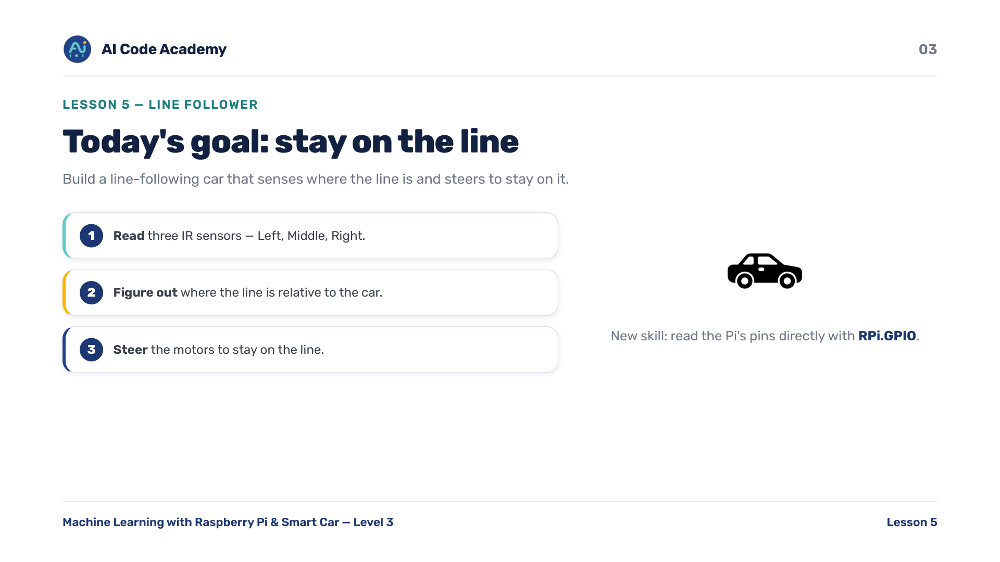 AI Code Academy
03
LESSON 5 — LINE FOLLOWER
Today's goal: stay on the line
Build a line-following car that senses where the line is and steers to stay on it.
1 Read three IR sensors — Left, Middle, Right.
2 Figure out where the line is relative to the car.
3 Steer the motors to stay on the line.
New skill: read the Pi's pins directly with RPi.GPIO.
Machine Learning with Raspberry Pi & Smart Car — Level 3
Lesson 5